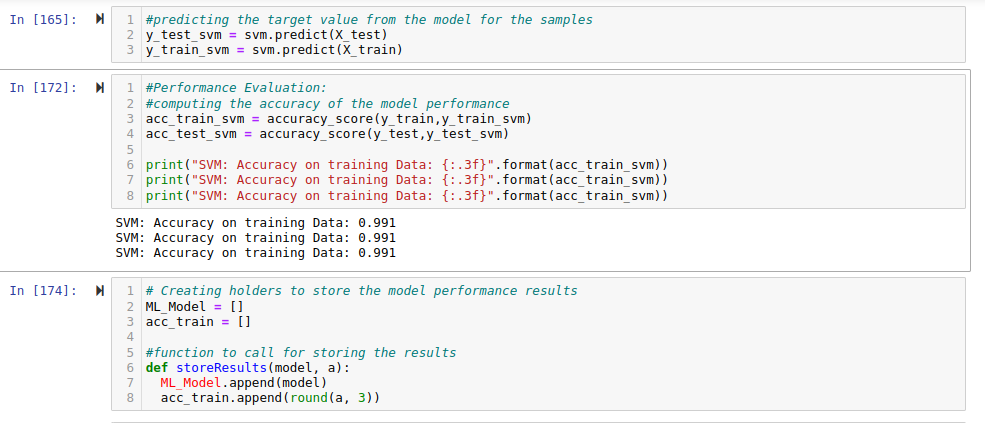 In [165]:
1 #predicting the target value from the model for the samples
2 y_test_svm = svm.predict(X_test)
3 y_train_svm = svm.predict(X_train)
In [172]:
1 #Performance Evaluation:
2 #computing the accuracy of the model performance
3 acc_train_svm = accuracy_score(y_train,y_train_svm)
4 acc_test_svm = accuracy_score(y_test,y_test_svm)
5
6 print("SVM: Accuracy on training Data: {:.3f}".format(acc_train_svm))
7 print("SVM: Accuracy on training Data: {:.3f}".format(acc_train_svm))
8 print("SVM: Accuracy on training Data: {:.3f}".format(acc_train_svm))
SVM: Accuracy on training Data: 0.991
SVM: Accuracy on training Data: 0.991
SVM: Accuracy on training Data: 0.991
In [174]:
1 # Creating holders to store the model performance results
2 ML_Model = []
3 acc_train = []
4
5 #function to call for storing the results
6 def storeResults(model, a):
7   ML_Model.append(model)
8   acc_train.append(round(a, 3))